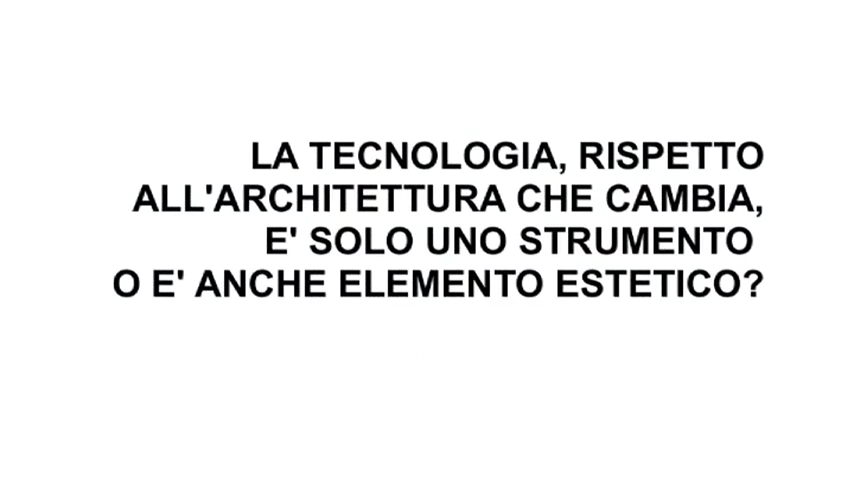 LA TECNOLOGIA, RISPETTO
ALL'ARCHITETTURA CHE CAMBIA,
E' SOLO UNO STRUMENTO
O E' ANCHE ELEMENTO ESTETICO?